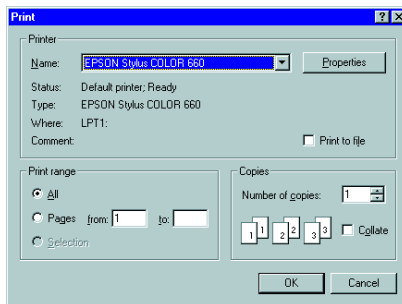 Print
Printer
Name: EPSON Stylus COLOR 660 Properties
Status: Default printer; Ready
Type: EPSON Stylus COLOR 660
Where: LPT1:
Comment: Print to file
Print range
All
Pages from: 1 to:
Selection
Copies
Number of copies: 1
1 1 2 2 3 3 Collate
OK Cancel